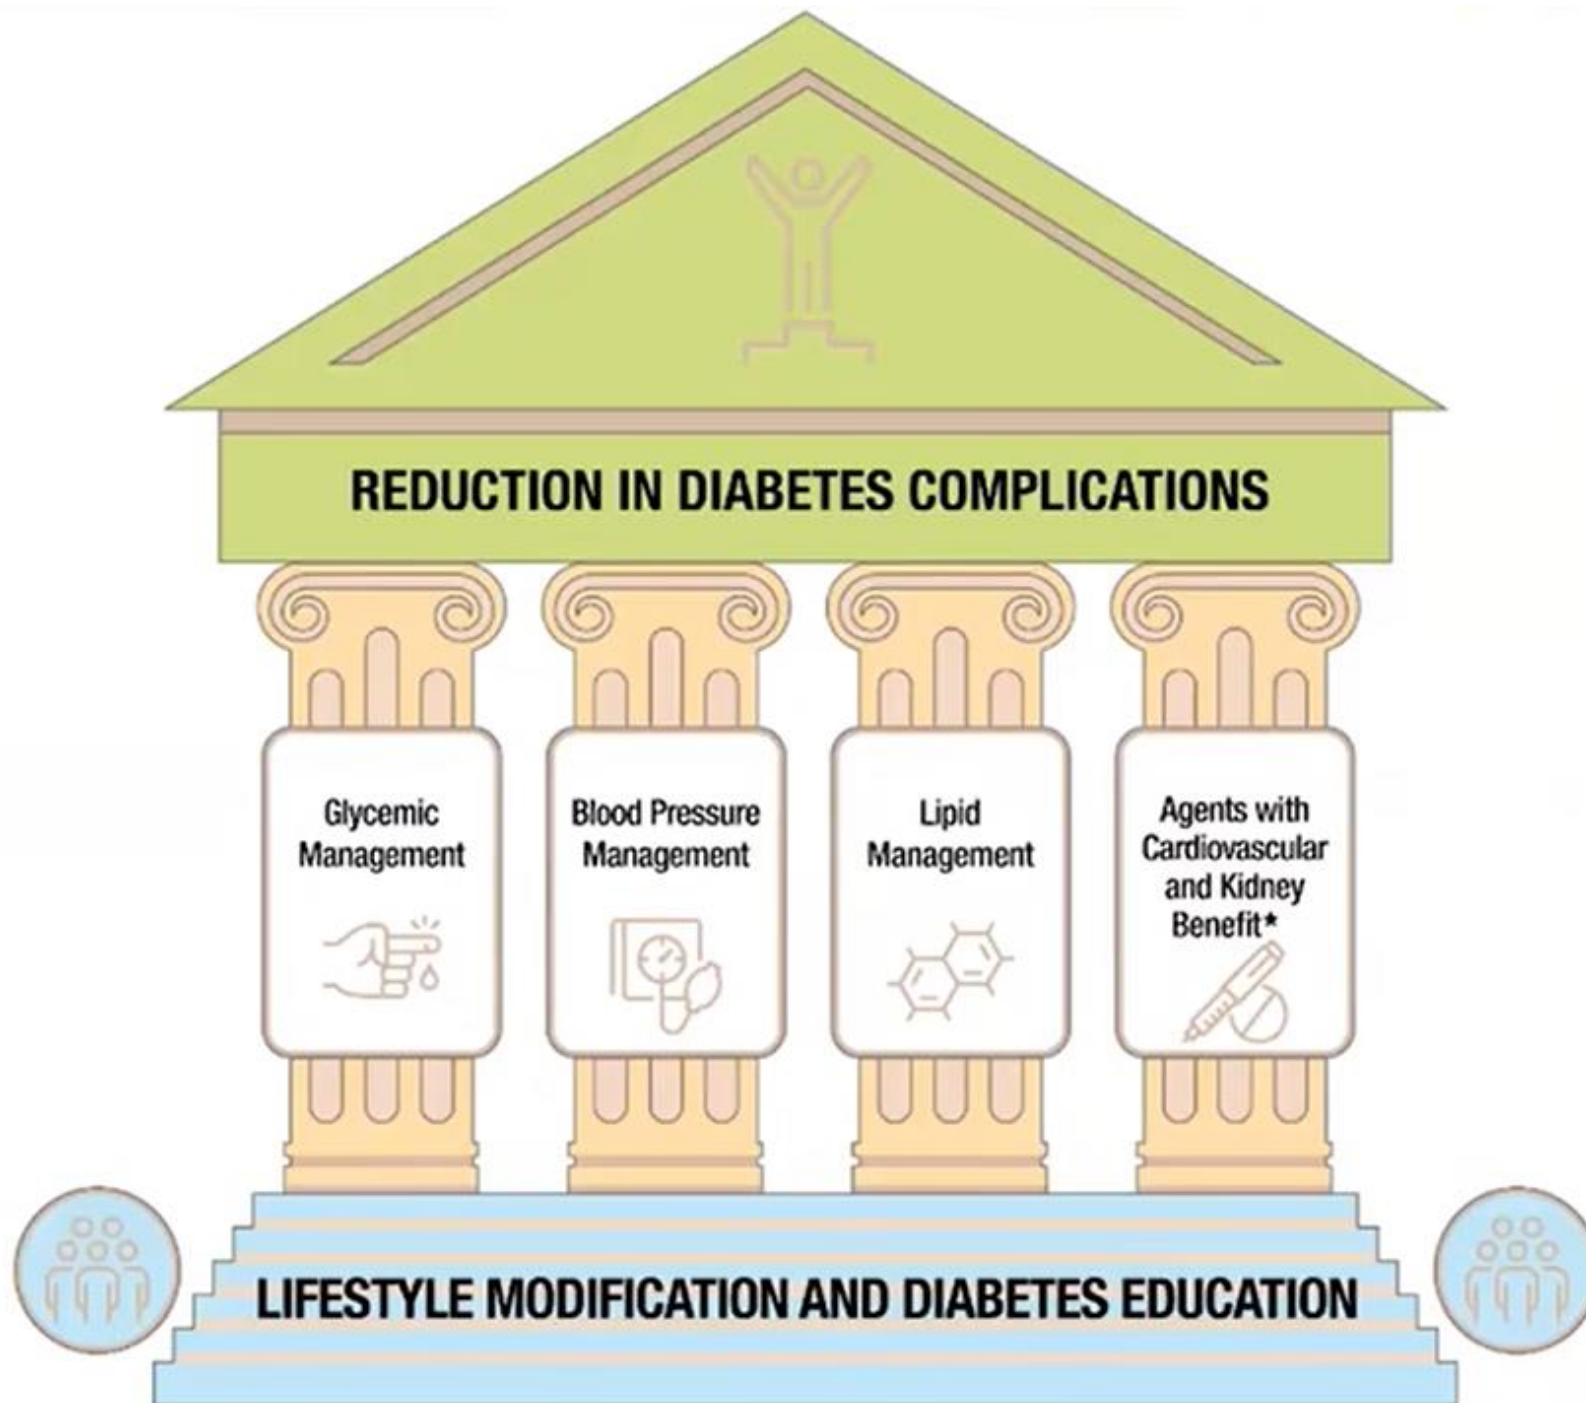 REDUCTION IN DIABETES COMPLICATIONS
Glycemic
Management
Blood Pressure
Management
Lipid
Management
Agents with
Cardiovascular
and Kidney
Benefit*
LIFESTYLE MODIFICATION AND DIABETES EDUCATION